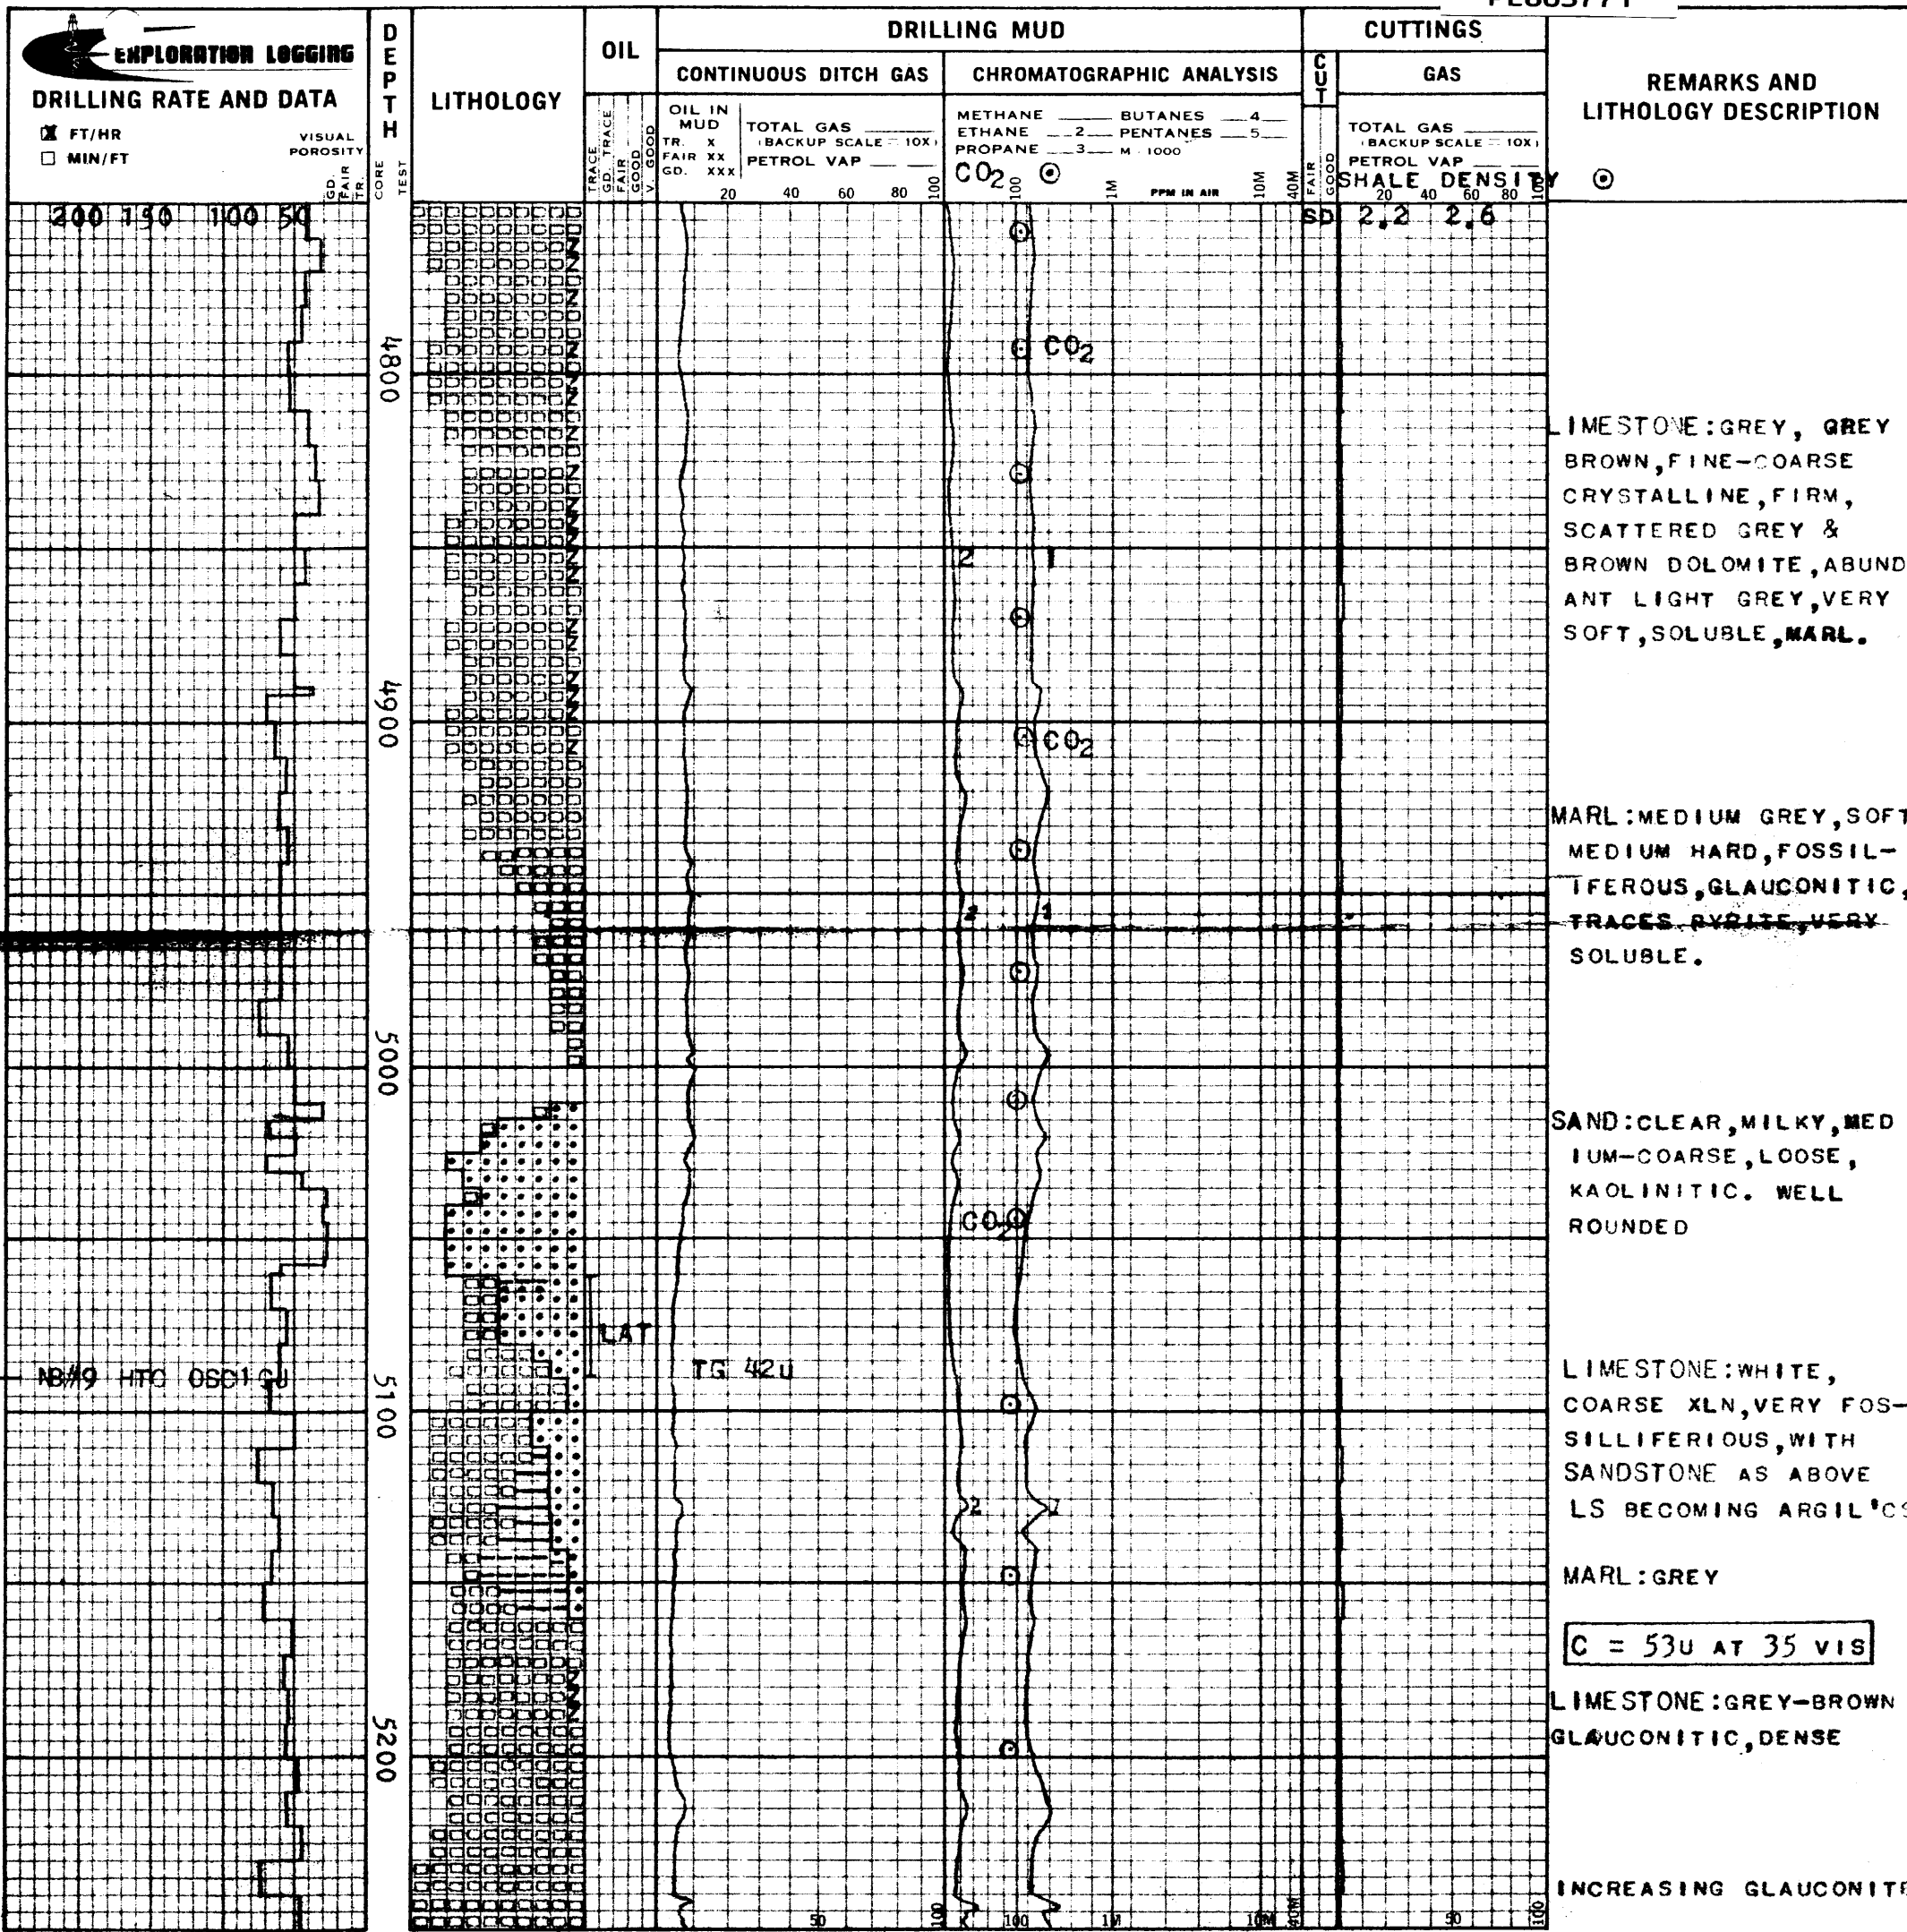 EXPLORATION LOGGING
DRILLING RATE AND DATA
FT/HR
MIN/FT
VISUAL
POROSITY
GD.
FAIR
TR.
DEPTH
CORE
TEST
LITHOLOGY
OIL
TRACE
GD. TRACE
FAIR
GOOD
V. GOOD
DRILLING MUD
CONTINUOUS DITCH GAS
OIL IN
MUD
TR. X
FAIR XX
GD. XXX
TOTAL GAS
(BACKUP SCALE = 10X)
PETROL VAP
20 40 60 80 100
CHROMATOGRAPHIC ANALYSIS
METHANE BUTANES 4
ETHANE 2 PENTANES 5
PROPANE 3 M 1000
CO2
100 1M PPM IN AIR 10M 40M
CUTTINGS
CUT
FAIR
GOOD
GAS
TOTAL GAS
(BACKUP SCALE = 10X)
PETROL VAP
SHALE DENSITY
20 40 60 80 100
REMARKS AND
LITHOLOGY DESCRIPTION
200 150 100 50
SD 2.2 2.6
CO2
4800
LIMESTONE:GREY, GREY
BROWN,FINE-COARSE
CRYSTALLINE,FIRM,
SCATTERED GREY &
BROWN DOLOMITE,ABUND
ANT LIGHT GREY,VERY
SOFT,SOLUBLE,MARL.
2 1
4900
CO2
MARL:MEDIUM GREY,SOFT
MEDIUM HARD,FOSSIL-
IFEROUS,GLAUCONITIC,
TRACES PYRITE,VERY
SOLUBLE.
2 1
5000
SAND:CLEAR,MILKY,MED
IUM-COARSE,LOOSE,
KAOLINITIC. WELL
ROUNDED
CO2
LAT
TG 42U
NB#9 HTC
5100
LIMESTONE:WHITE,
COARSE XLN,VERY FOS-
SILLIFERIOUS,WITH
SANDSTONE AS ABOVE
LS BECOMING ARGIL'CS
2 1
MARL:GREY
C = 53U AT 35 VIS
LIMESTONE:GREY-BROWN
GLAUCONITIC,DENSE
5200
INCREASING GLAUCONITE
50 100 100 1M 10M 40M 50 100